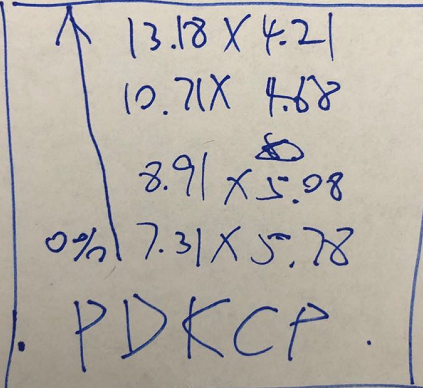 13.18 X 4.21
10.71X 4.68
8.91 X 5.08
0% 7.31 X 5.78
. PDKCP .